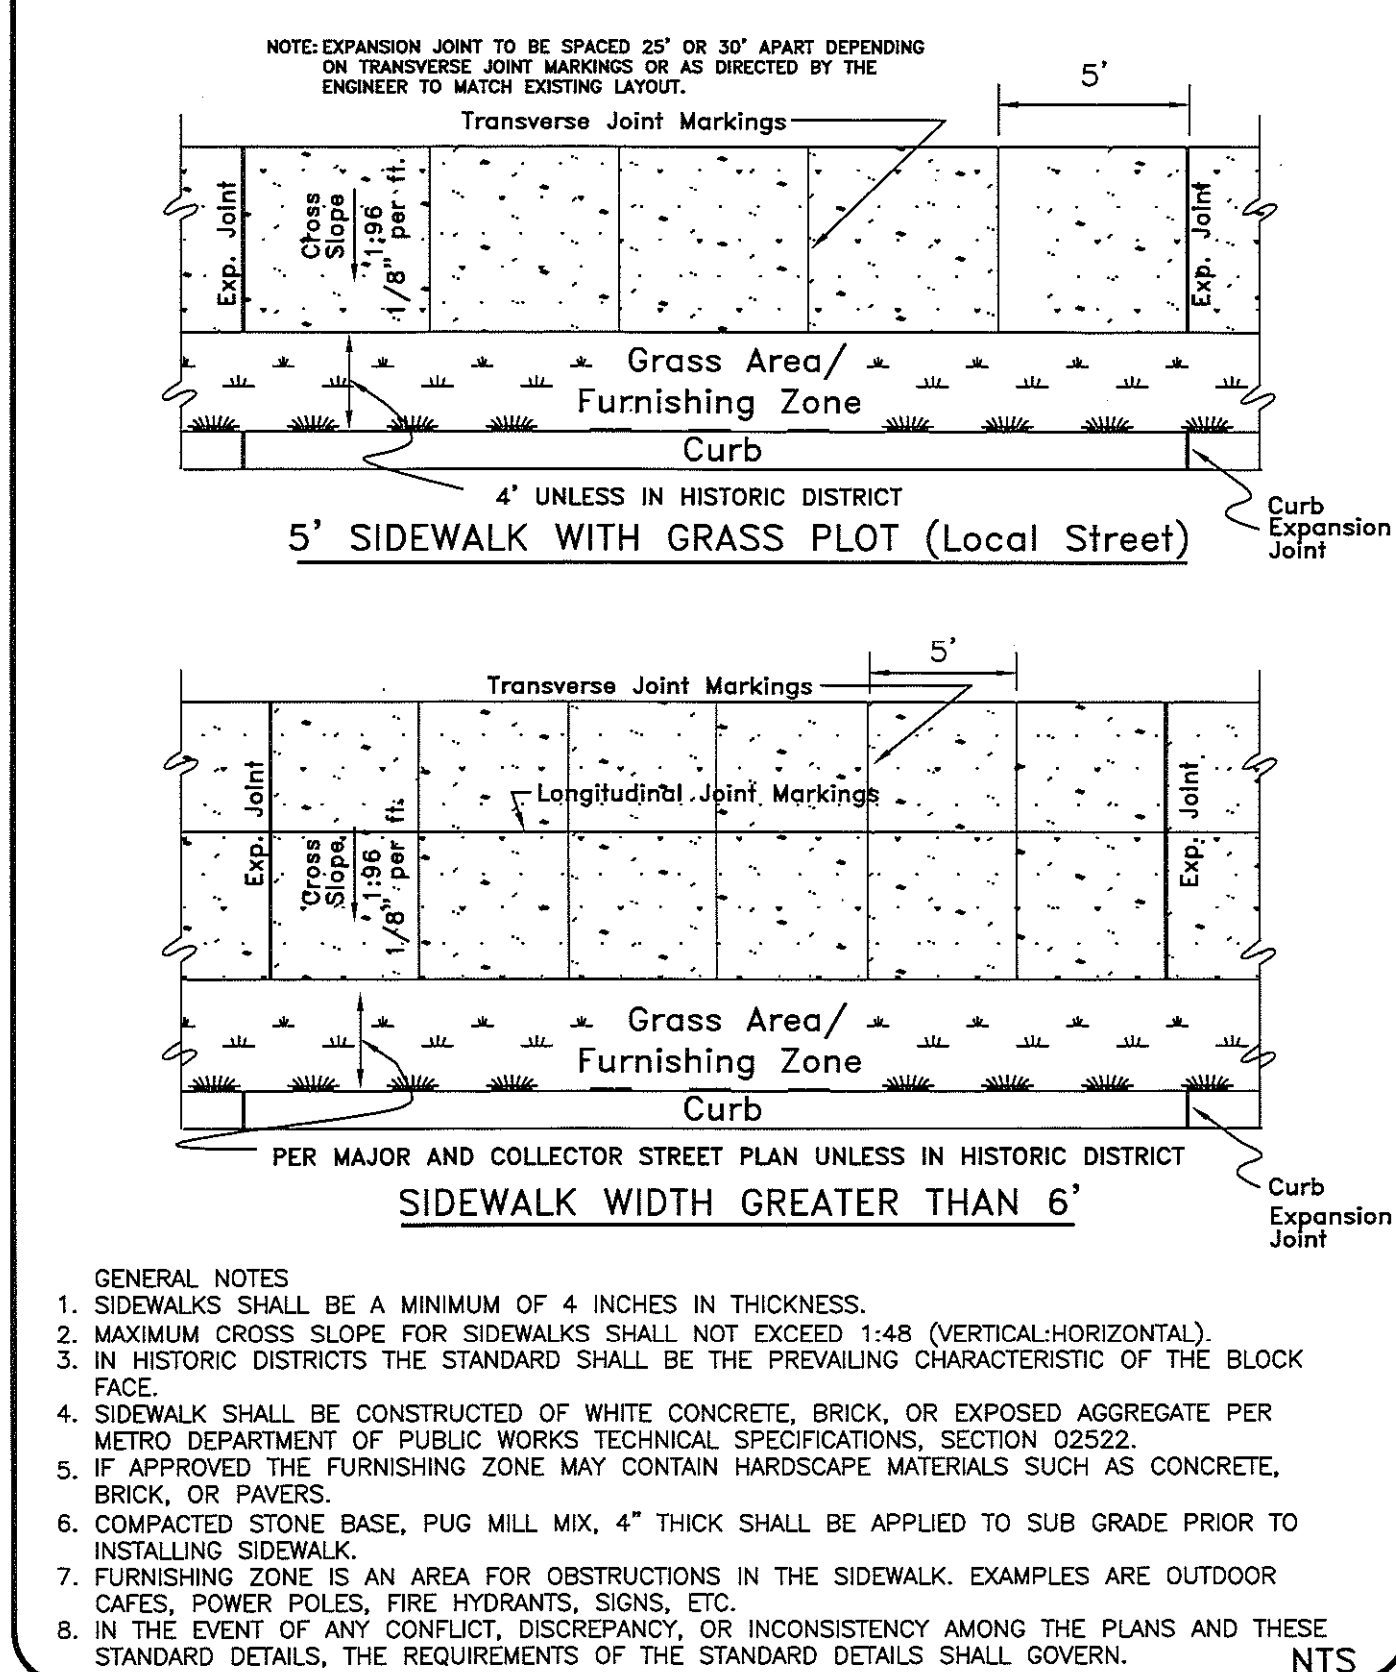 NOTE: EXPANSION JOINT TO BE SPACED 25' OR 30' APART DEPENDING
ON TRANSVERSE JOINT MARKINGS OR AS DIRECTED BY THE
ENGINEER TO MATCH EXISTING LAYOUT.
5'
Transverse Joint Markings
Exp. Joint
Cross
Slope
1:96
1/8" per ft.
Exp. Joint
Grass Area/
Furnishing Zone
Curb
4' UNLESS IN HISTORIC DISTRICT
Curb
Expansion
Joint
5' SIDEWALK WITH GRASS PLOT (Local Street)
5'
Transverse Joint Markings
Longitudinal Joint Markings
Exp. Joint
Cross
Slope
1:96
1/8" per ft.
Exp. Joint
Grass Area/
Furnishing Zone
Curb
PER MAJOR AND COLLECTOR STREET PLAN UNLESS IN HISTORIC DISTRICT
Curb
Expansion
Joint
SIDEWALK WIDTH GREATER THAN 6'
GENERAL NOTES
1. SIDEWALKS SHALL BE A MINIMUM OF 4 INCHES IN THICKNESS.
2. MAXIMUM CROSS SLOPE FOR SIDEWALKS SHALL NOT EXCEED 1:48 (VERTICAL:HORIZONTAL).
3. IN HISTORIC DISTRICTS THE STANDARD SHALL BE THE PREVAILING CHARACTERISTIC OF THE BLOCK
FACE.
4. SIDEWALK SHALL BE CONSTRUCTED OF WHITE CONCRETE, BRICK, OR EXPOSED AGGREGATE PER
METRO DEPARTMENT OF PUBLIC WORKS TECHNICAL SPECIFICATIONS, SECTION 02522.
5. IF APPROVED THE FURNISHING ZONE MAY CONTAIN HARDSCAPE MATERIALS SUCH AS CONCRETE,
BRICK, OR PAVERS.
6. COMPACTED STONE BASE, PUG MILL MIX, 4" THICK SHALL BE APPLIED TO SUB GRADE PRIOR TO
INSTALLING SIDEWALK.
7. FURNISHING ZONE IS AN AREA FOR OBSTRUCTIONS IN THE SIDEWALK. EXAMPLES ARE OUTDOOR
CAFES, POWER POLES, FIRE HYDRANTS, SIGNS, ETC.
8. IN THE EVENT OF ANY CONFLICT, DISCREPANCY, OR INCONSISTENCY AMONG THE PLANS AND THESE
STANDARD DETAILS, THE REQUIREMENTS OF THE STANDARD DETAILS SHALL GOVERN.
NTS